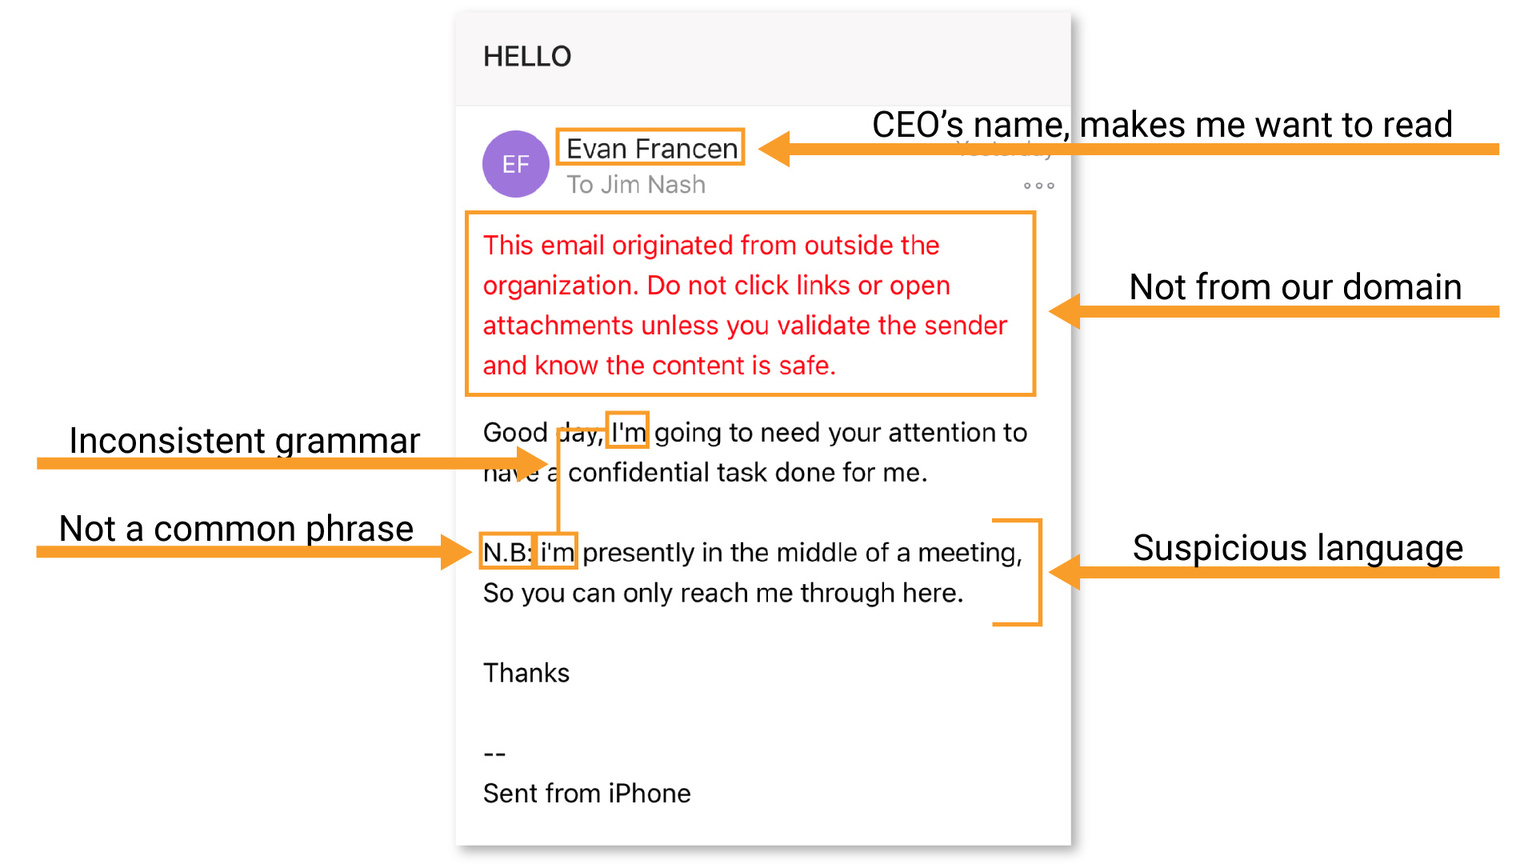 HELLO
CEO’s name, makes me want to read
Evan Francen
Yesterday
EF
To Jim Nash
This email originated from outside the
organization. Do not click links or open
attachments unless you validate the sender
and know the content is safe.
Not from our domain
Inconsistent grammar
Good day, I'm going to need your attention to
have a confidential task done for me.
Not a common phrase
N.B: i'm presently in the middle of a meeting,
So you can only reach me through here.
Suspicious language
Thanks
--
Sent from iPhone